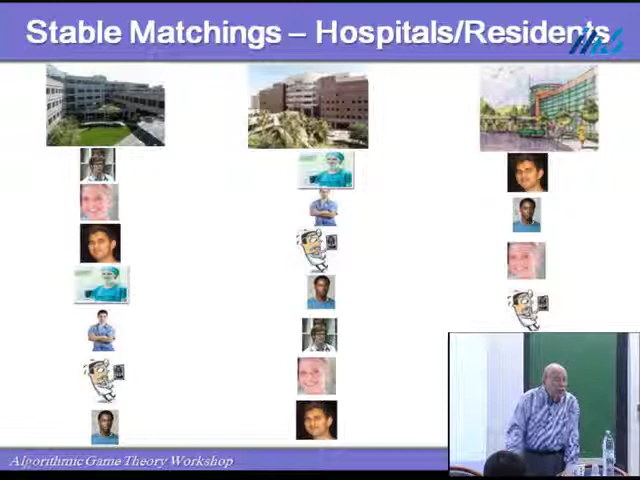 Stable Matchings – Hospitals/Residents
Algorithmic Game Theory Workshop